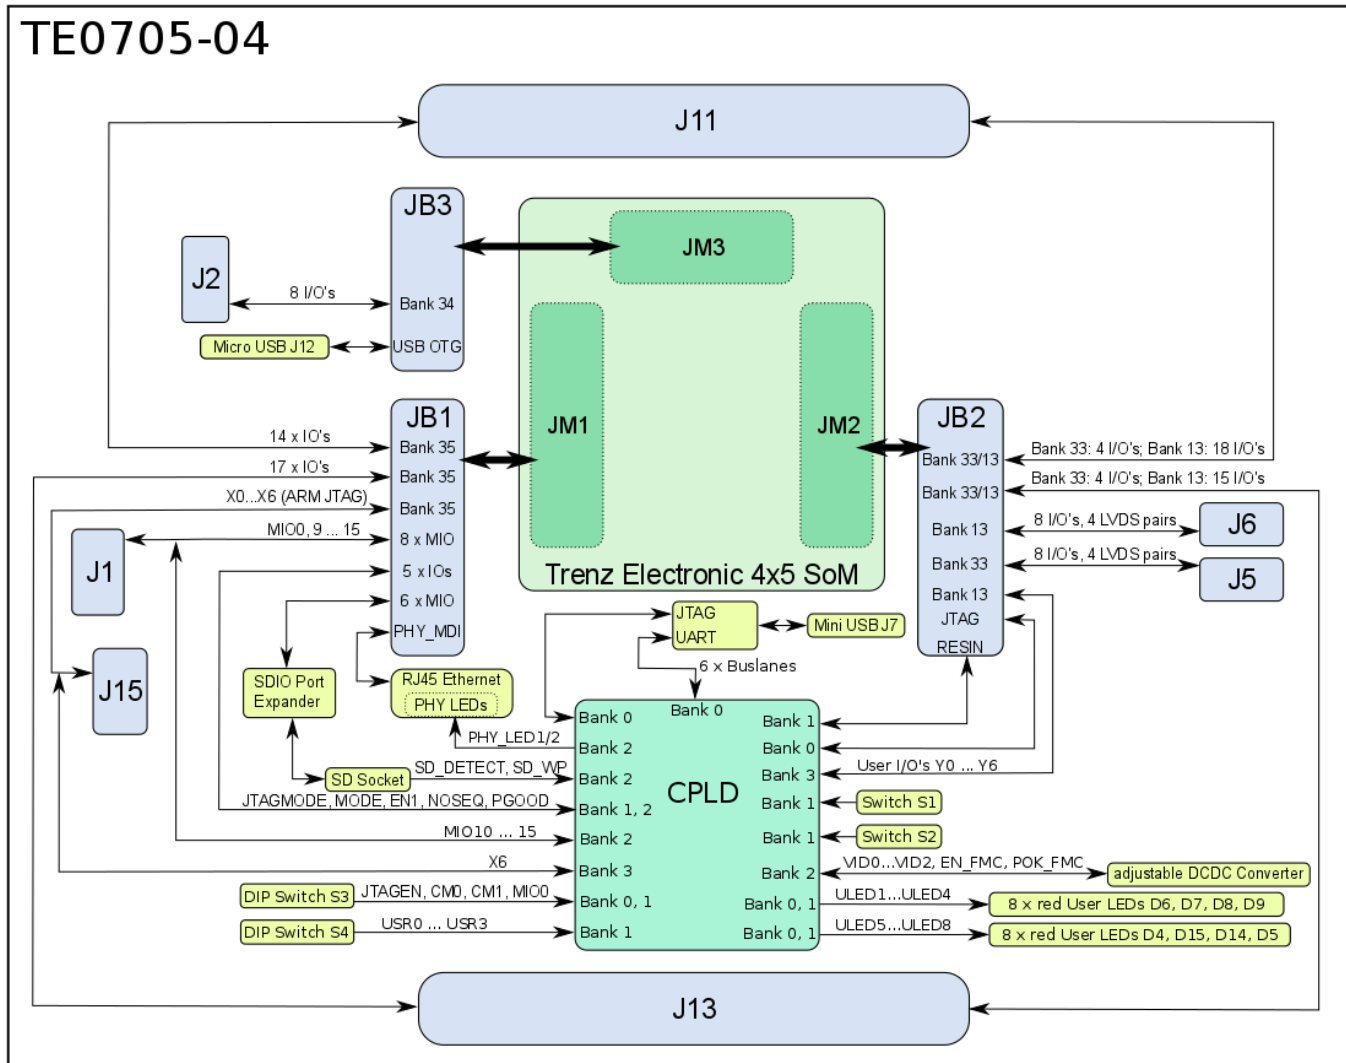 TE0705-04
J11
JB3
JM3
J2
8 I/O's
Bank 34
Micro USB J12
USB OTG
JB1
JM1
JM2
JB2
14 x IO's
Bank 35
Bank 33/13
Bank 33: 4 I/O's; Bank 13: 18 I/O's
17 x IO's
Bank 35
Bank 33/13
Bank 33: 4 I/O's; Bank 13: 15 I/O's
X0...X6 (ARM JTAG)
Bank 35
Bank 13
8 I/O's, 4 LVDS pairs
J6
MIO0, 9 ... 15
8 x MIO
J1
5 x IOs
Bank 33
8 I/O's, 4 LVDS pairs
J5
Trenz Electronic 4x5 SoM
6 x MIO
Bank 13
JTAG
UART
Mini USB J7
JTAG
PHY_MDI
RESIN
6 x Buslanes
J15
SDIO Port
Expander
RJ45 Ethernet
PHY LEDs
Bank 0
Bank 0
Bank 1
PHY_LED1/2
Bank 2
Bank 0
SD Socket
SD_DETECT, SD_WP
Bank 2
CPLD
Bank 3
User I/O's Y0 ... Y6
JTAGMODE, MODE, EN1, NOSEQ, PGOOD
Bank 1, 2
Bank 1
Switch S1
MIO10 ... 15
Bank 2
Bank 1
Switch S2
X6
Bank 3
Bank 2
VID0...VID2, EN_FMC, POK_FMC
adjustable DCDC Converter
DIP Switch S3
JTAGEN, CM0, CM1, MIO0
Bank 0, 1
Bank 0, 1
ULED1...ULED4
8 x red User LEDs D6, D7, D8, D9
DIP Switch S4
USR0 ... USR3
Bank 1
Bank 0, 1
ULED5...ULED8
8 x red User LEDs D4, D15, D14, D5
J13